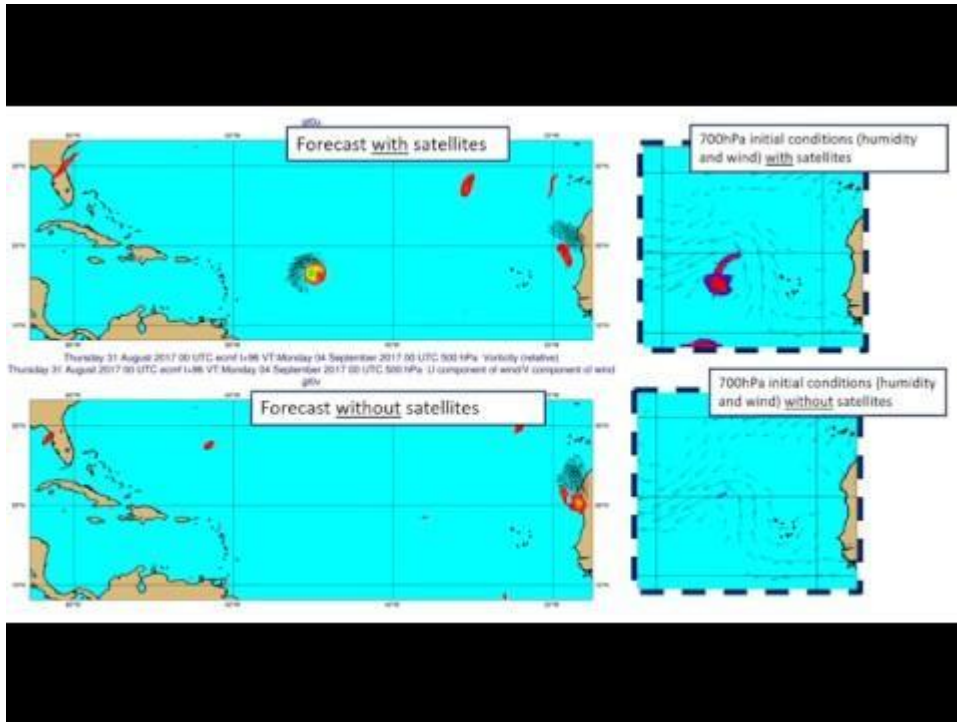 Forecast with satellites
700hPa initial conditions (humidity
and wind) with satellites
Thursday 31 August 2017 00 UTC ecmf t+96 VT:Monday 04 September 2017 00 UTC 500 hPa Vorticity (relative)
Thursday 31 August 2017 00 UTC ecmf t+96 VT:Monday 04 September 2017 00 UTC 500 hPa U component of wind/V component of wind
Forecast without satellites
700hPa initial conditions (humidity
and wind) without satellites